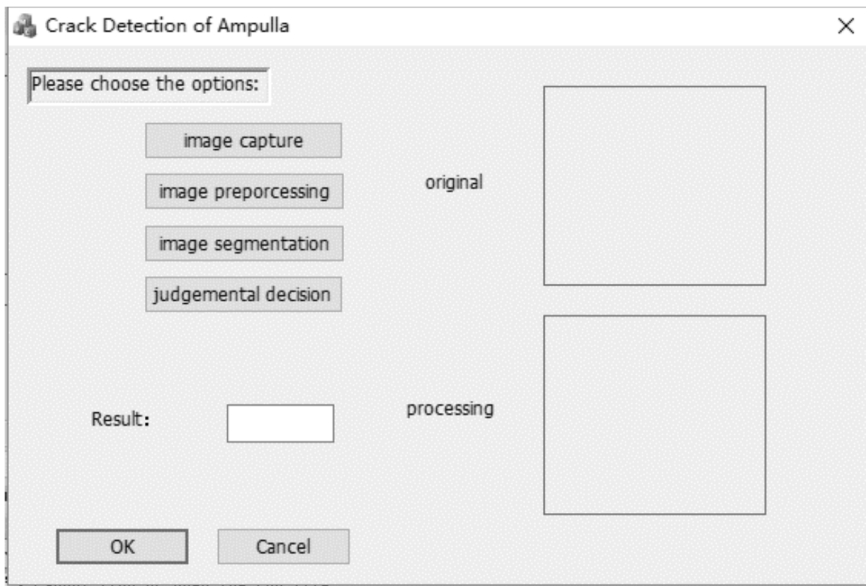 Crack Detection of Ampulla
Please choose the options:
image capture
image preporcessing
image segmentation
judgemental decision
original
processing
Result:
OK
Cancel